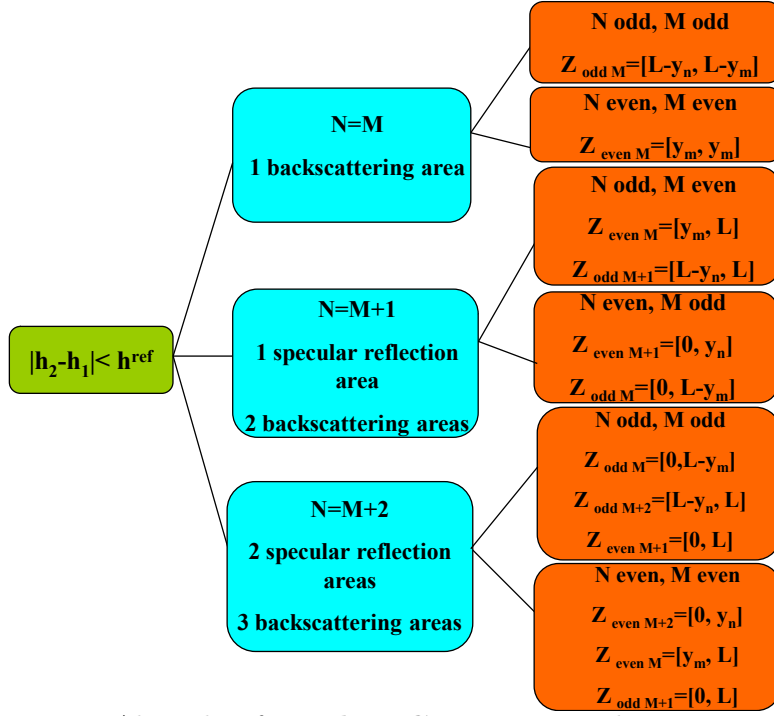 |h₂-h₁|< h^ref
N=M
1 backscattering area
N=M+1
1 specular reflection
area
2 backscattering areas
N=M+2
2 specular reflection
areas
3 backscattering areas
N odd, M odd
Z odd M=[L-yₙ, L-yₘ]
N even, M even
Z even M=[yₘ, yₘ]
N odd, M even
Z even M=[yₘ, L]
Z odd M+1=[L-yₙ, L]
N even, M odd
Z even M+1=[0, yₙ]
Z odd M=[0, L-yₘ]
N odd, M odd
Z odd M=[0,L-yₘ]
Z odd M+2=[L-yₙ, L]
Z even M+1=[0, L]
N even, M even
Z even M+2=[0, yₙ]
Z even M=[yₘ, L]
Z odd M+1=[0, L]